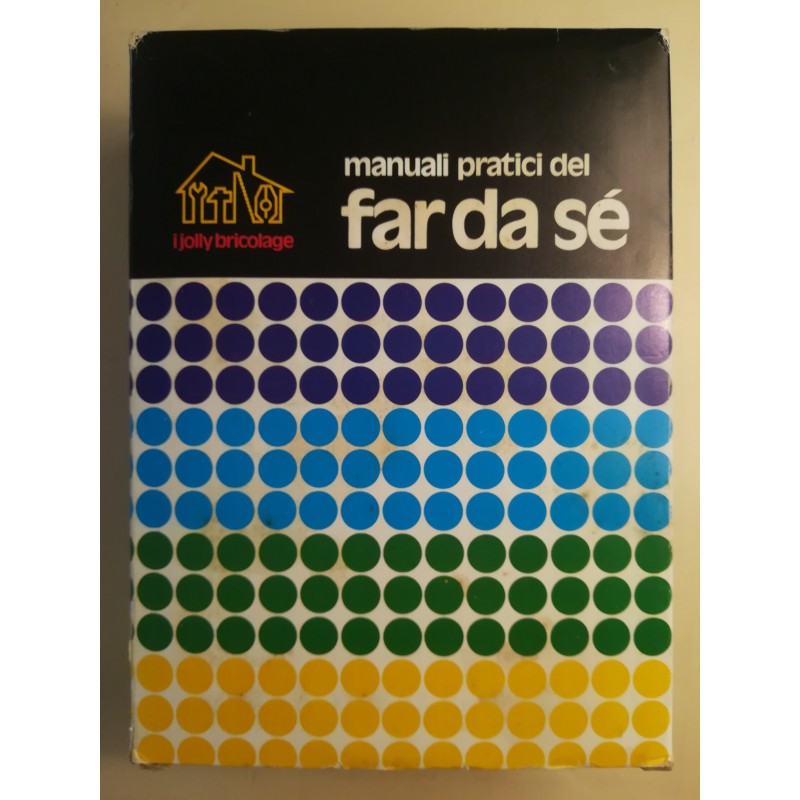 manuali pratici del
far da sé
i jolly bricolage